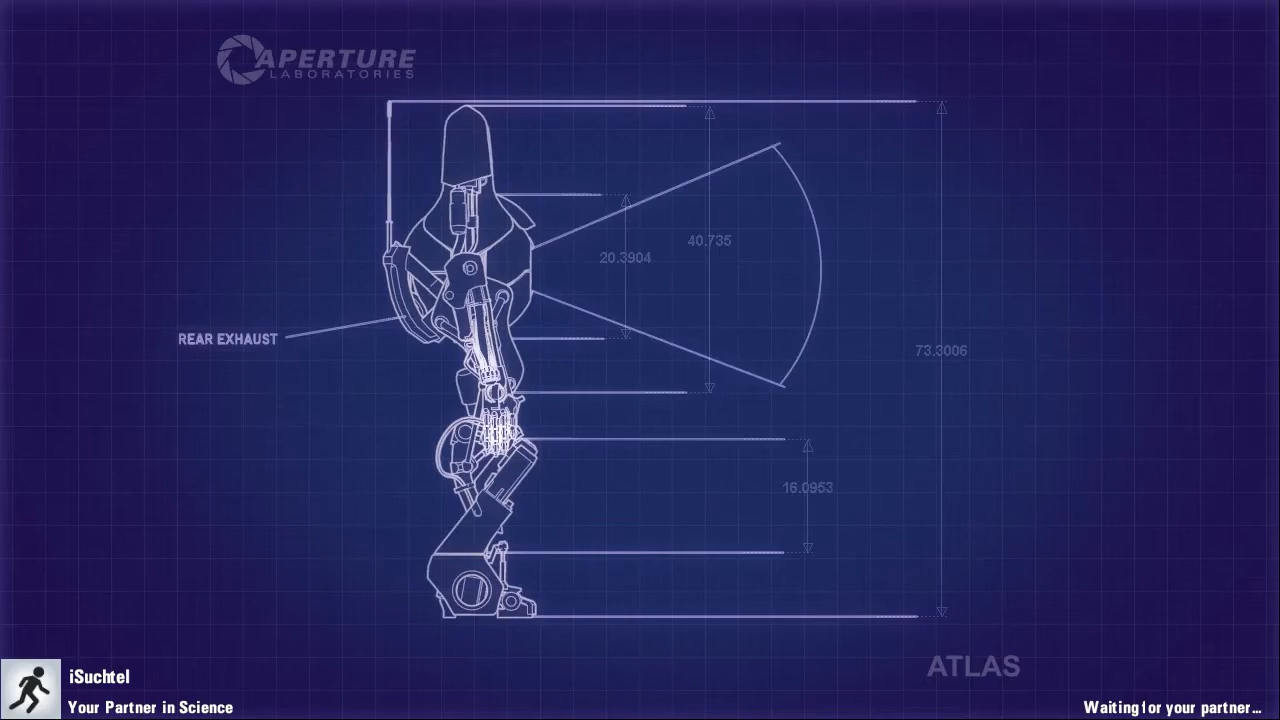 APERTURE
LABORATORIES
20.3904
40.735
REAR EXHAUST
73.3006
16.0953
ATLAS
iSuchtel
Your Partner in Science
Waiting for your partner...